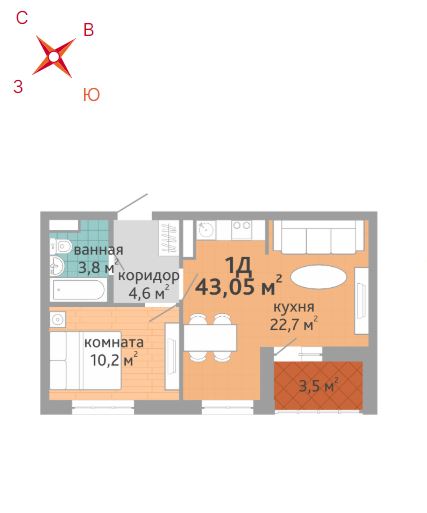 С
В
З
Ю
ванная
3,8 м²
коридор
4,6 м²
1Д
43,05 м²
кухня
22,7 м²
комната
10,2 м²
3,5 м²